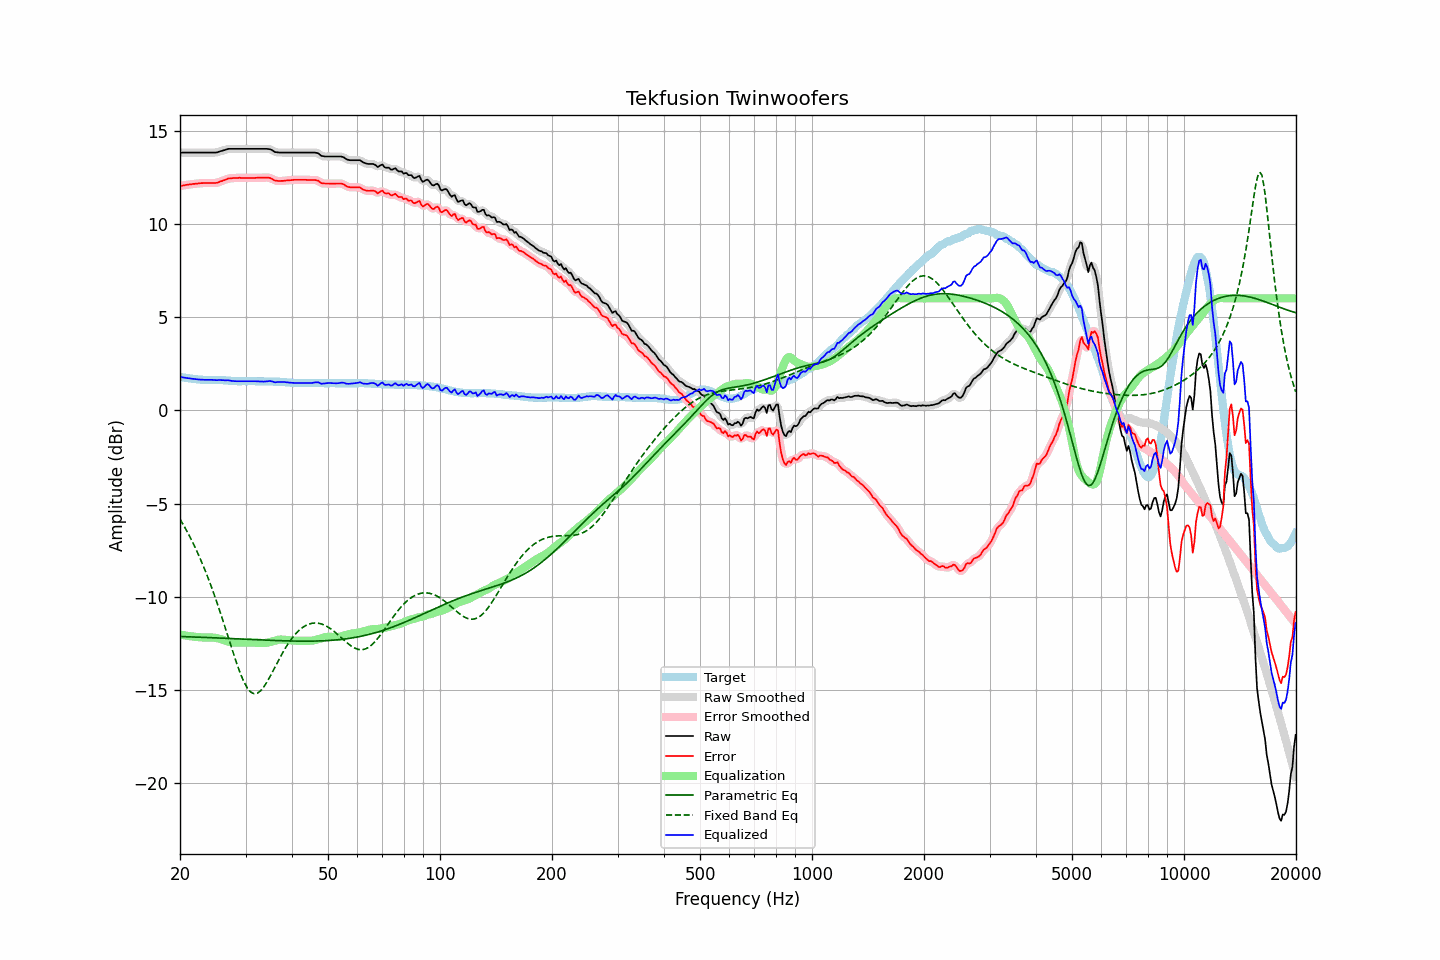 Tekfusion Twinwoofers
Amplitude (dBr)
15
10
5
0
−5
−10
−15
−20
Target
Raw Smoothed
Error Smoothed
Raw
Error
Equalization
Parametric Eq
Fixed Band Eq
Equalized
20
50
100
200
500
1000
2000
5000
10000
20000
Frequency (Hz)